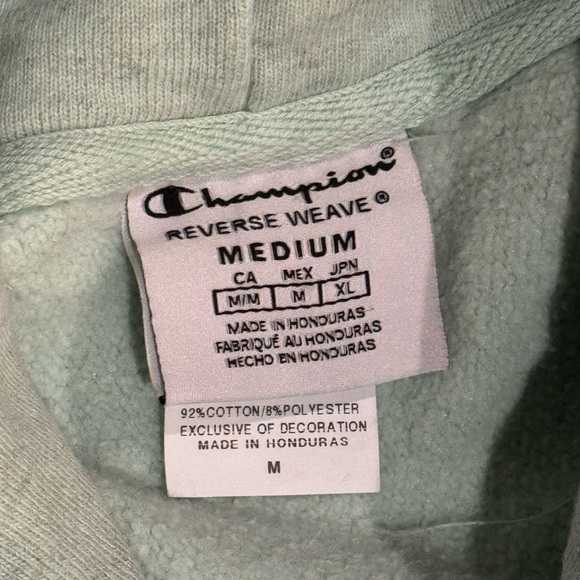 Champion®
REVERSE WEAVE®
MEDIUM
CA MEX JPN
M/M M XL
MADE IN HONDURAS
FABRIQUÉ AU HONDURAS
HECHO EN HONDURAS
92%COTTON/8%POLYESTER
EXCLUSIVE OF DECORATION
MADE IN HONDURAS
M